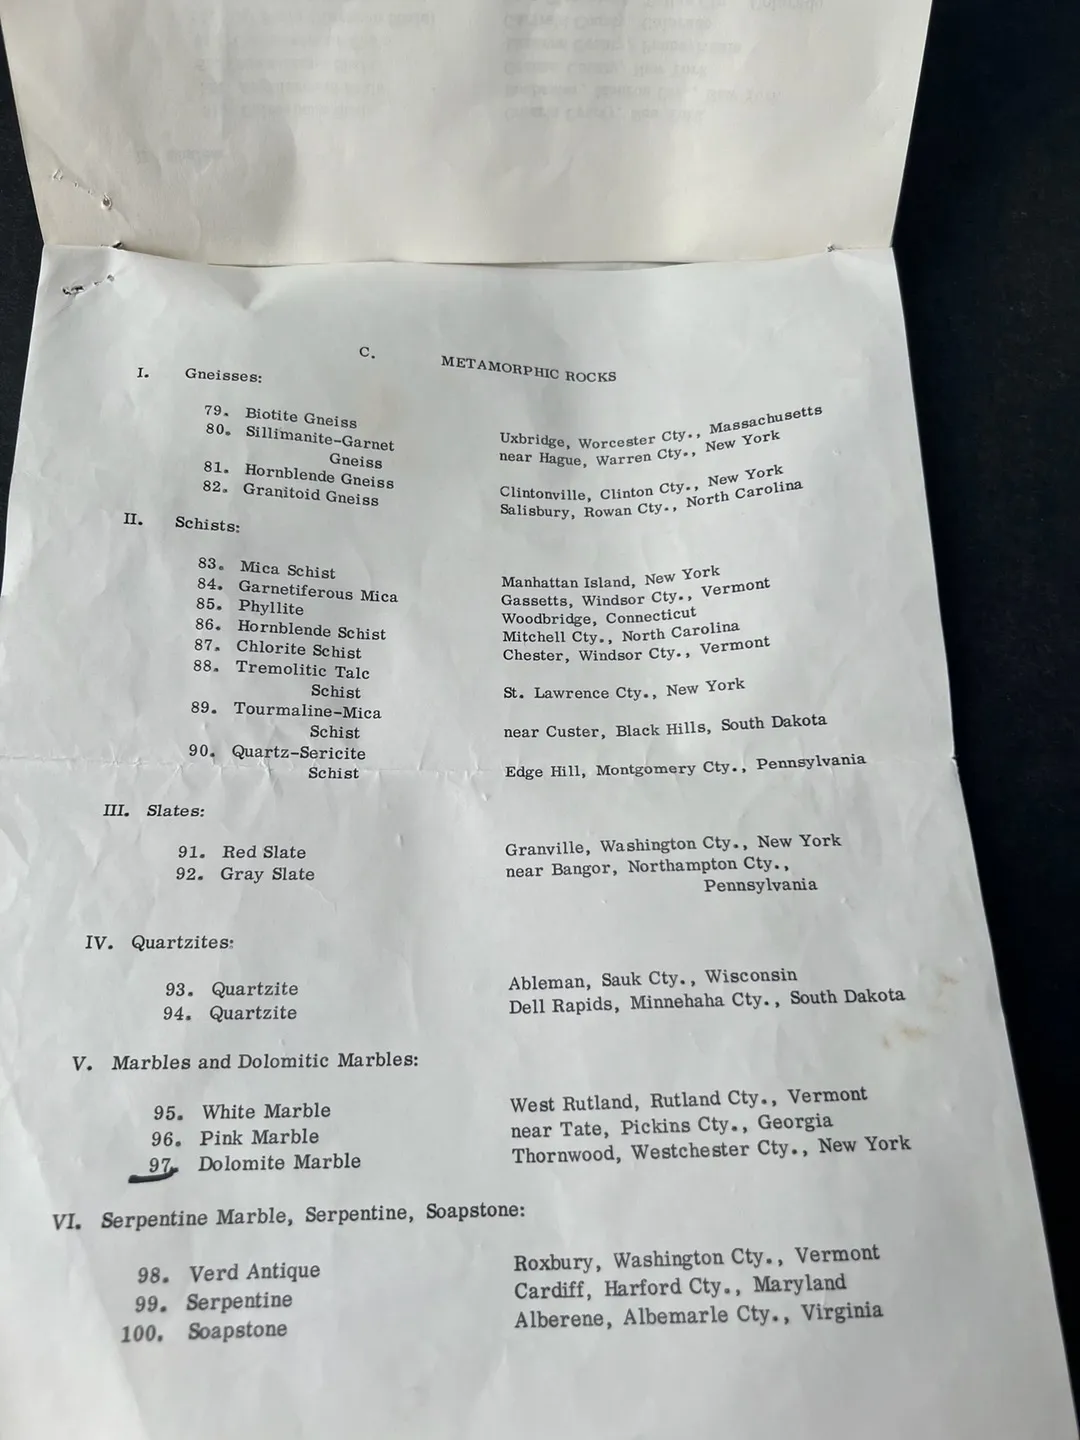 C. METAMORPHIC ROCKS
I. Gneisses:
79. Biotite Gneiss Uxbridge, Worcester Cty., Massachusetts
80. Sillimanite-Garnet near Hague, Warren Cty., New York
Gneiss
81. Hornblende Gneiss Clintonville, Clinton Cty., New York
82. Granitoid Gneiss Salisbury, Rowan Cty., North Carolina
II. Schists:
83. Mica Schist Manhattan Island, New York
84. Garnetiferous Mica Gassetts, Windsor Cty., Vermont
85. Phyllite Woodbridge, Connecticut
86. Hornblende Schist Mitchell Cty., North Carolina
87. Chlorite Schist Chester, Windsor Cty., Vermont
88. Tremolitic Talc
Schist St. Lawrence Cty., New York
89. Tourmaline-Mica
Schist near Custer, Black Hills, South Dakota
90. Quartz-Sericite
Schist Edge Hill, Montgomery Cty., Pennsylvania
III. Slates:
91. Red Slate Granville, Washington Cty., New York
92. Gray Slate near Bangor, Northampton Cty.,
Pennsylvania
IV. Quartzites:
93. Quartzite Ableman, Sauk Cty., Wisconsin
94. Quartzite Dell Rapids, Minnehaha Cty., South Dakota
V. Marbles and Dolomitic Marbles:
95. White Marble West Rutland, Rutland Cty., Vermont
96. Pink Marble near Tate, Pickins Cty., Georgia
97. Dolomite Marble Thornwood, Westchester Cty., New York
VI. Serpentine Marble, Serpentine, Soapstone:
98. Verd Antique Roxbury, Washington Cty., Vermont
99. Serpentine Cardiff, Harford Cty., Maryland
100. Soapstone Alberene, Albemarle Cty., Virginia